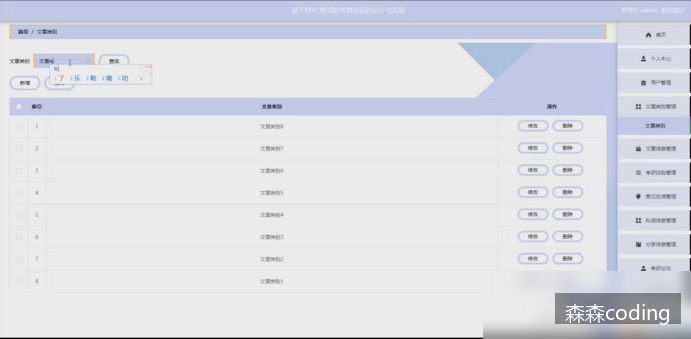 基于MVC模式的考研论坛的设计与实现
管理员 admin 退出登录
首页 / 文章类别
文章类别 文章le 查询
le
1了 2乐 3勒 4嘞 5叻
新增
索引 文章类别 操作
1 文章类别8 修改 删除
2 文章类别7 修改 删除
3 文章类别6 修改 删除
4 文章类别5 修改 删除
5 文章类别4 修改 删除
6 文章类别3 修改 删除
7 文章类别2 修改 删除
8 文章类别1
首页
个人中心
用户管理
文章类别管理
文章类别
文章信息管理
考研经验管理
意见反馈管理
私信信息管理
分享信息管理
考研论坛
森森coding